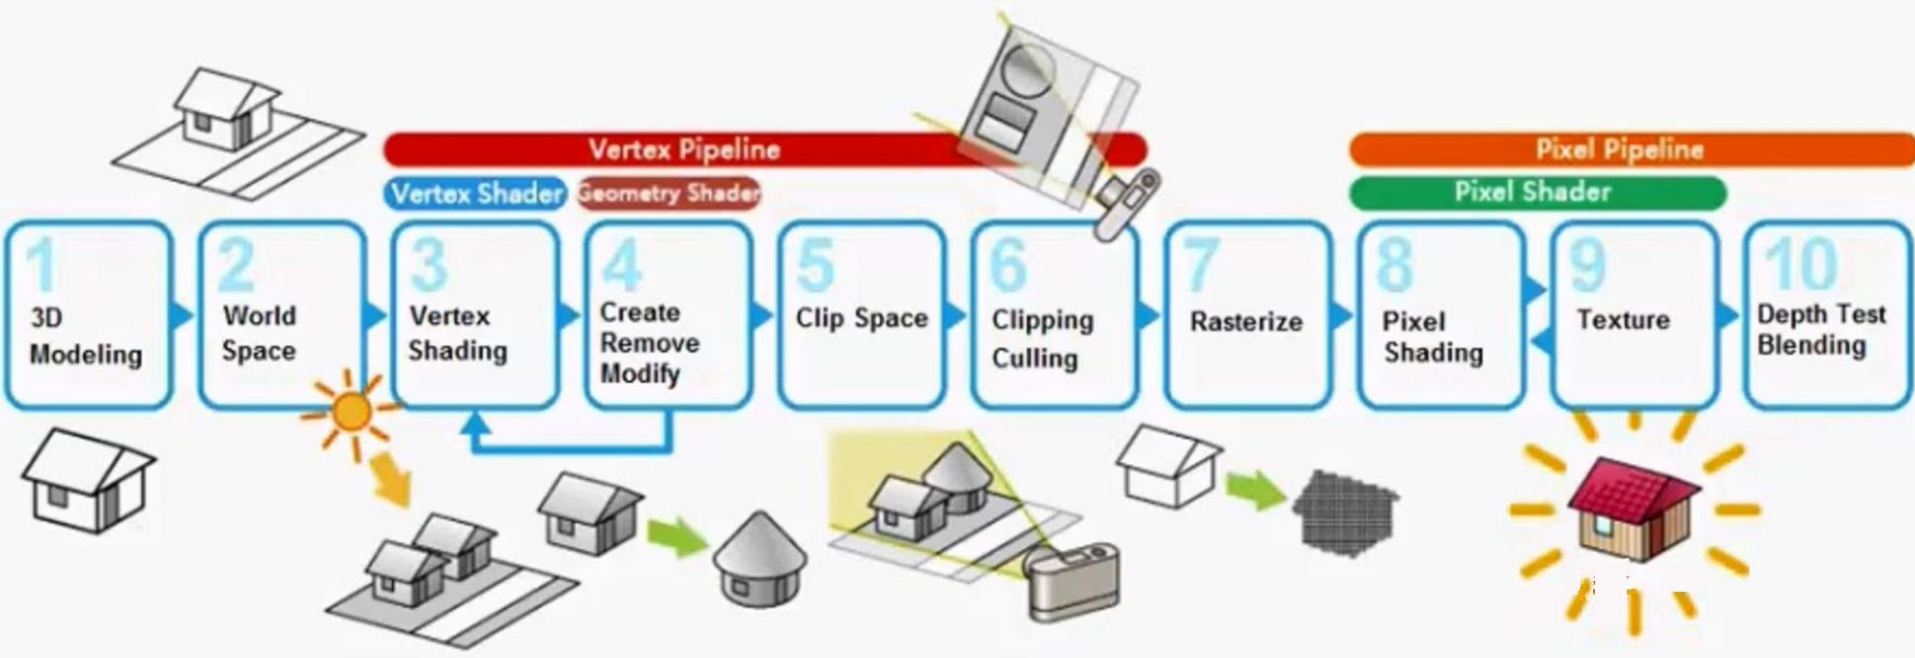 Vertex Pipeline
Pixel Pipeline
Vertex Shader
Geometry Shader
Pixel Shader
1
3D
Modeling
2
World
Space
3
Vertex
Shading
4
Create
Remove
Modify
5
Clip Space
6
Clipping
Culling
7
Rasterize
8
Pixel
Shading
9
Texture
10
Depth Test
Blending